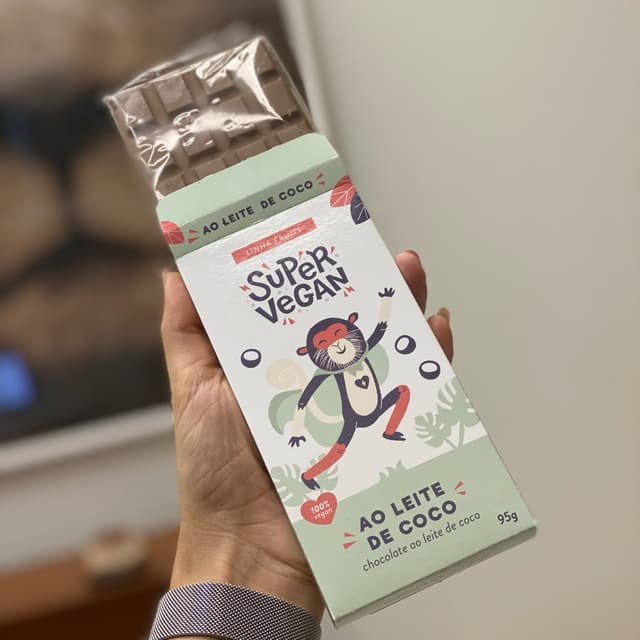 AO LEITE DE COCO
LINHA CHOTS
SUPER
VEGAN
100%
vegan
AO LEITE
DE COCO
chocolate ao leite de coco
95g